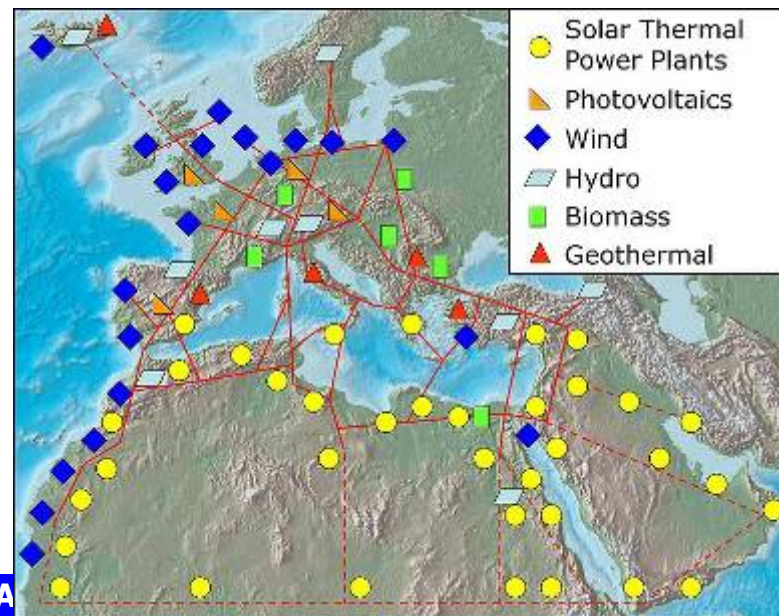 Solar Thermal
Power Plants
Photovoltaics
Wind
Hydro
Biomass
Geothermal
A